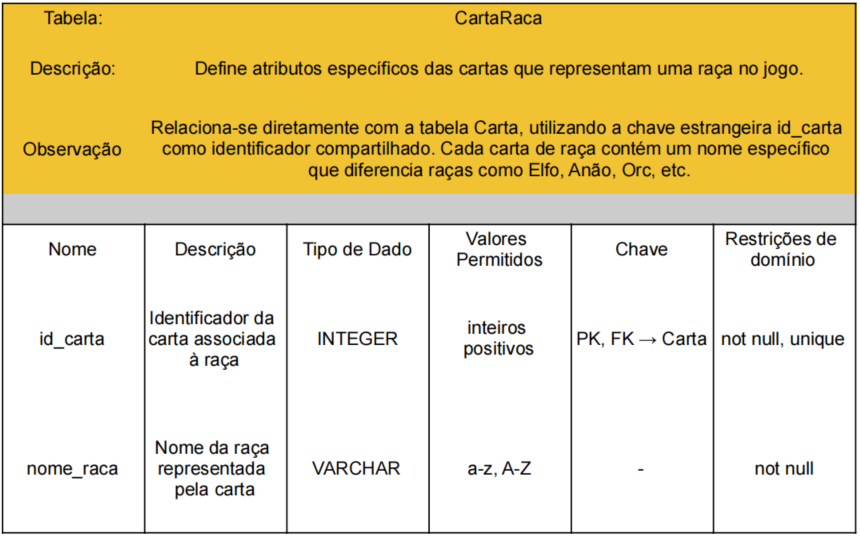 Tabela: CartaRaca
Descrição: Define atributos específicos das cartas que representam uma raça no jogo.
Observação
Relaciona-se diretamente com a tabela Carta, utilizando a chave estrangeira id_carta
como identificador compartilhado. Cada carta de raça contém um nome específico
que diferencia raças como Elfo, Anão, Orc, etc.
Nome
Descrição
Tipo de Dado
Valores
Permitidos
Chave
Restrições de
domínio
id_carta
Identificador da
carta associada
à raça
INTEGER
inteiros
positivos
PK, FK → Carta
not null, unique
nome_raca
Nome da raça
representada
pela carta
VARCHAR
a-z, A-Z
-
not null